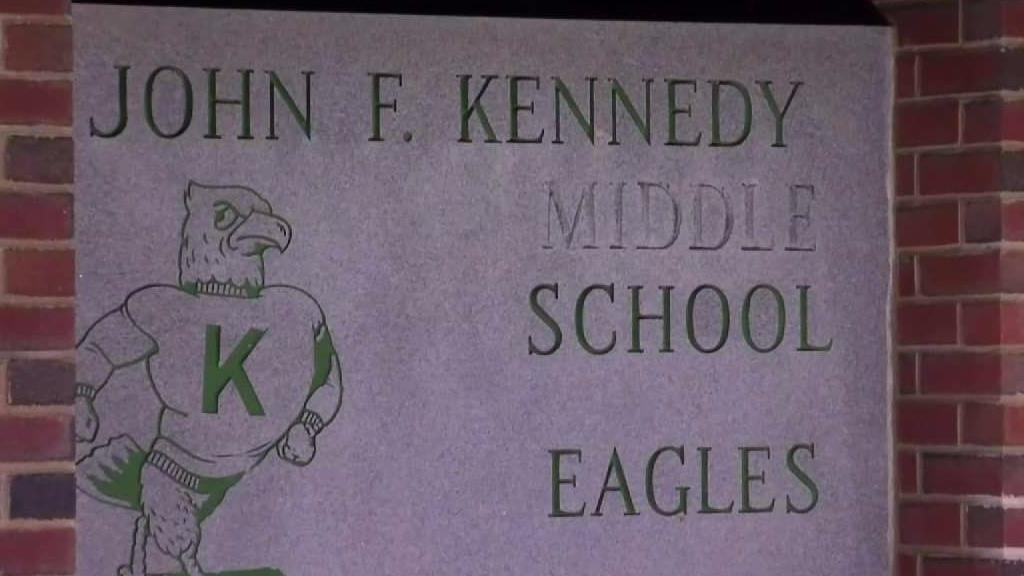 JOHN F. KENNEDY
MIDDLE
SCHOOL
K
EAGLES